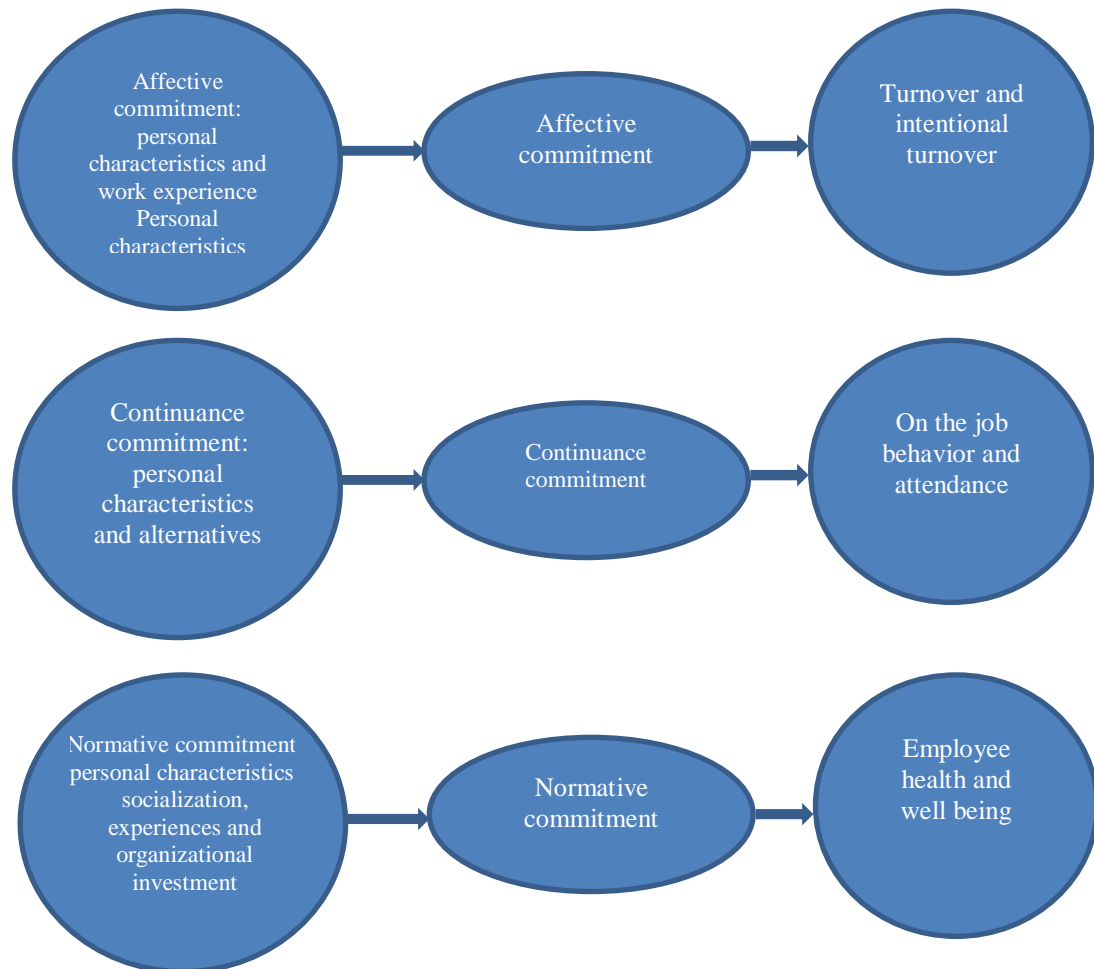 Affective
commitment:
personal
characteristics and
work experience
Personal
characteristics
Affective
commitment
Turnover and
intentional
turnover
Continuance
commitment:
personal
characteristics
and alternatives
Continuance
commitment
On the job
behavior and
attendance
Normative commitment
personal characteristics
socialization,
experiences and
organizational
investment
Normative
commitment
Employee
health and
well being